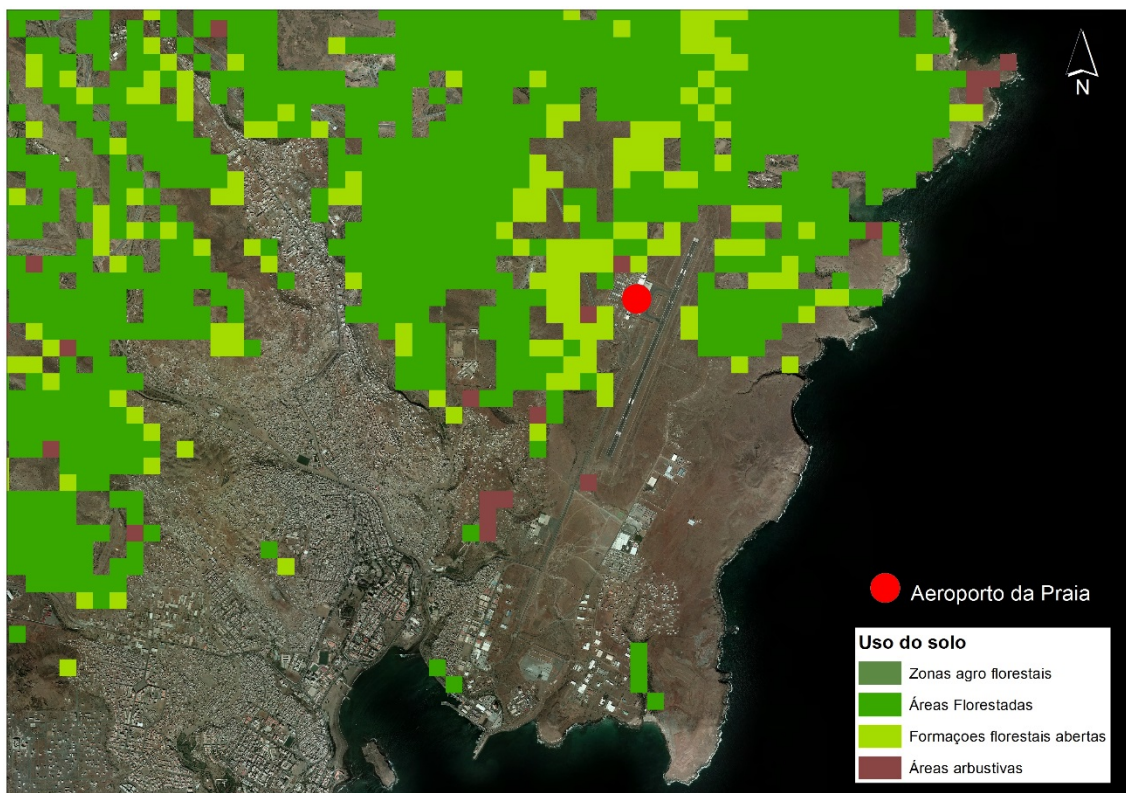 N
Aeroporto da Praia
Uso do solo
Zonas agro florestais
Áreas Florestadas
Formaçoes florestais abertas
Áreas arbustivas